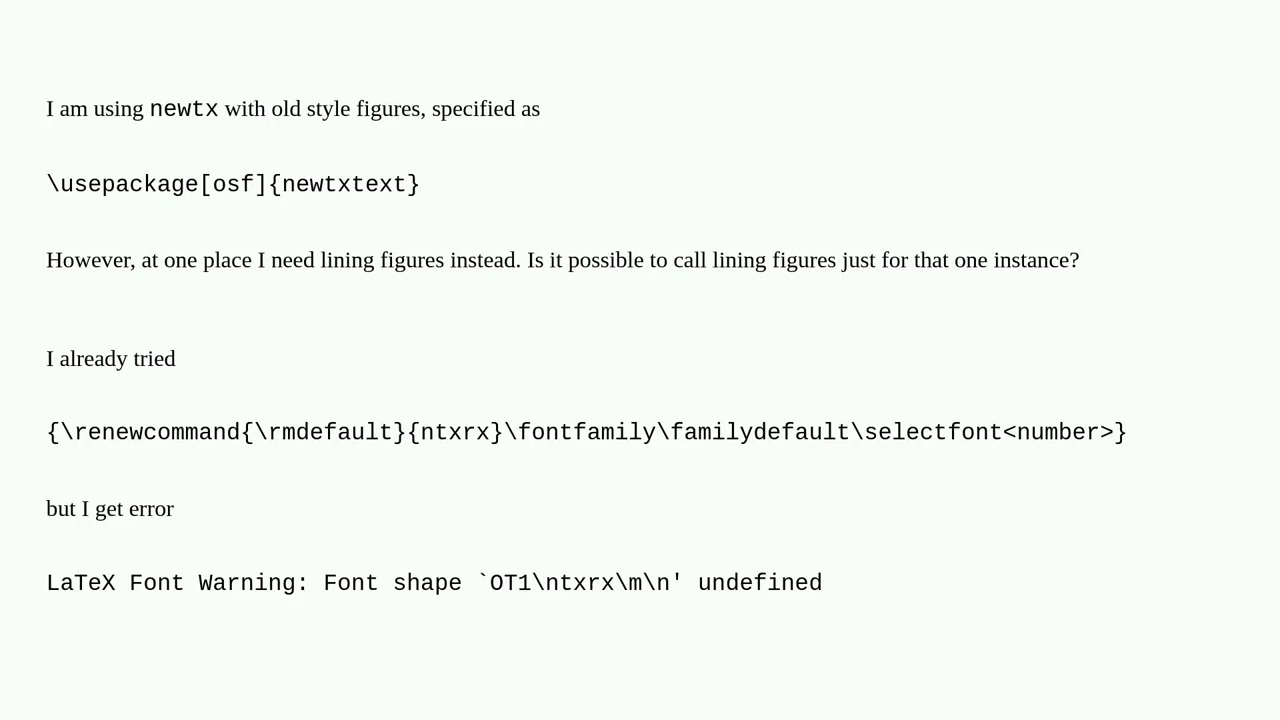 I am using newtx with old style figures, specified as
\usepackage[osf]{newtxtext}
However, at one place I need lining figures instead. Is it possible to call lining figures just for that one instance?
I already tried
{\renewcommand{\rmdefault}{ntxrx}\fontfamily\familydefault\selectfont<number>}
but I get error
LaTeX Font Warning: Font shape `OT1\ntxrx\m\n' undefined